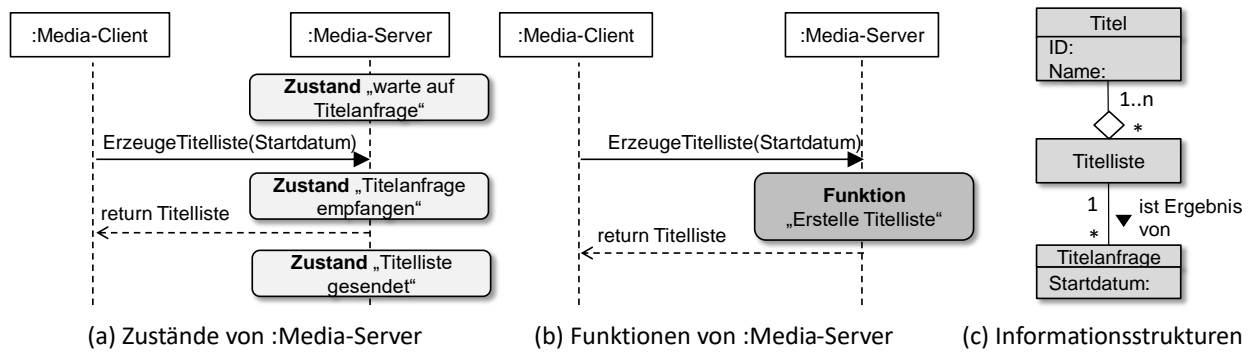 :Media-Client
:Media-Server
Zustand „warte auf
Titelanfrage“
ErzeugeTitelliste(Startdatum)
Zustand „Titelanfrage
empfangen“
return Titelliste
Zustand „Titelliste
gesendet“
(a) Zustände von :Media-Server
:Media-Client
:Media-Server
ErzeugeTitelliste(Startdatum)
Funktion
„Erstelle Titelliste“
return Titelliste
(b) Funktionen von :Media-Server
Titel
ID:
Name:
1..n
*
Titelliste
1
ist Ergebnis
von
*
Titelanfrage
Startdatum:
(c) Informationsstrukturen